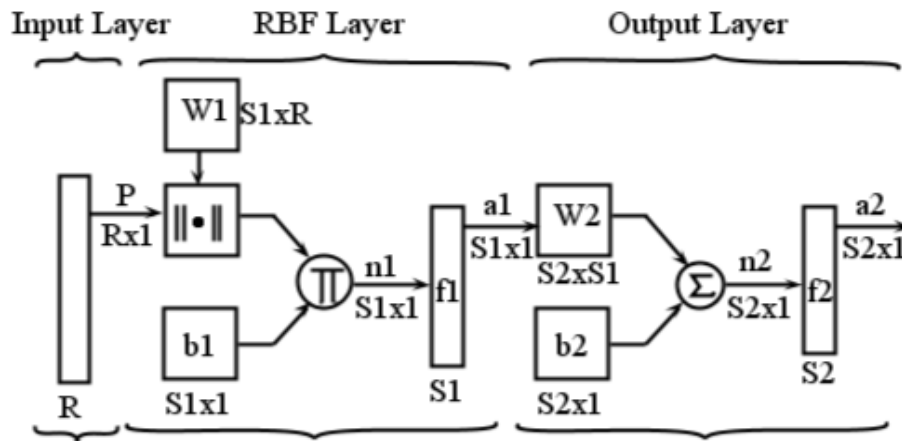 Input Layer RBF Layer Output Layer
W1 S1xR
P
Rx1
||•||
a1
S1x1
W2
S2xS1
a2
S2x1
n1
S1x1
f1
n2
S2x1
f2
∏
Σ
b1
S1x1
b2
S2x1
R
S1
S2